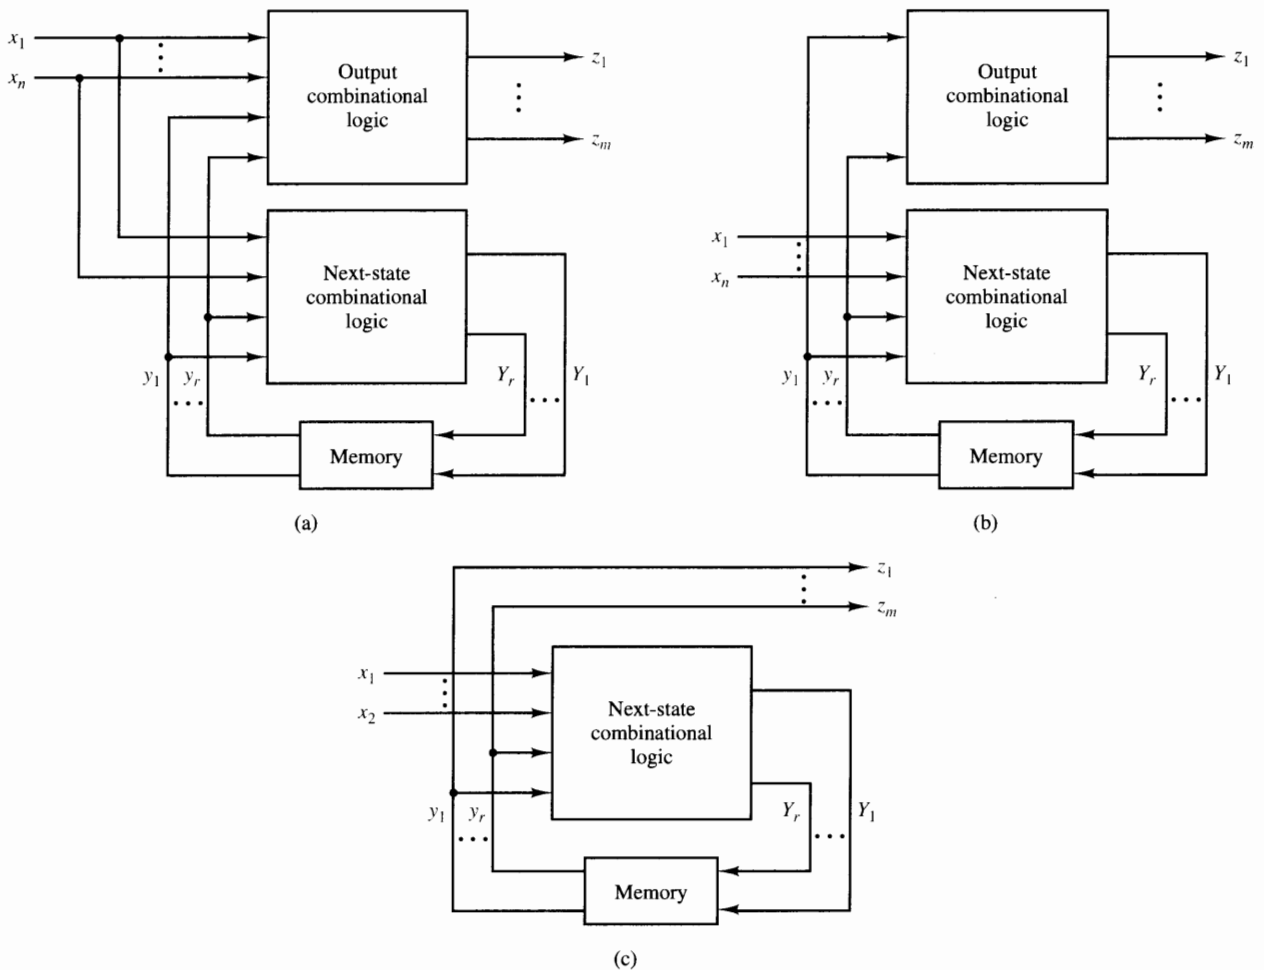 x1
xn
Output
combinational
logic
z1
zm
Next-state
combinational
logic
y1 yr
Yr Y1
Memory
(a)
Output
combinational
logic
z1
zm
x1
xn
Next-state
combinational
logic
y1 yr
Yr Y1
Memory
(b)
z1
zm
x1
x2
Next-state
combinational
logic
y1 yr
Yr Y1
Memory
(c)